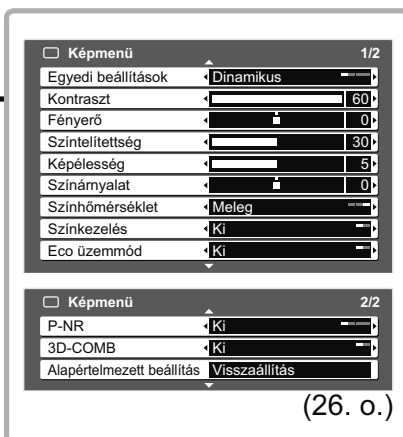 Képmenü 1/2
Egyedi beállítások Dinamikus
Kontraszt 60
Fényerő 0
Színtelítettség 30
Képélesség 5
Színárnyalat 0
Színhőmérséklet Meleg
Színkezelés Ki
Eco üzemmód Ki
Képmenü 2/2
P-NR Ki
3D-COMB Ki
Alapértelmezett beállítás Visszaállítás
(26. o.)